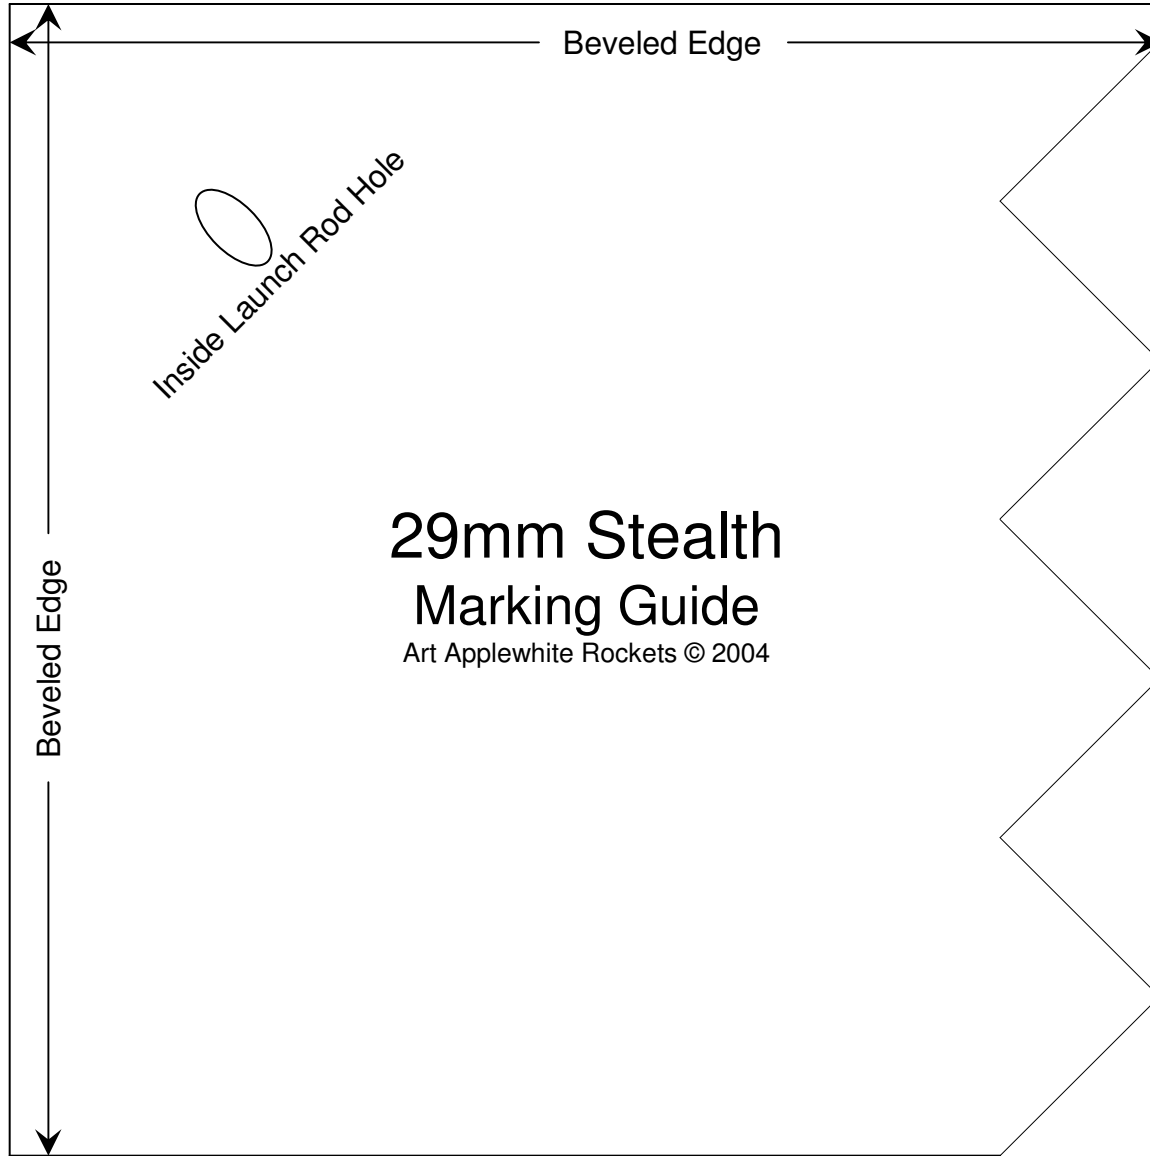 Beveled Edge
Inside Launch Rod Hole
29mm Stealth
Marking Guide
Art Applewhite Rockets © 2004
Beveled Edge